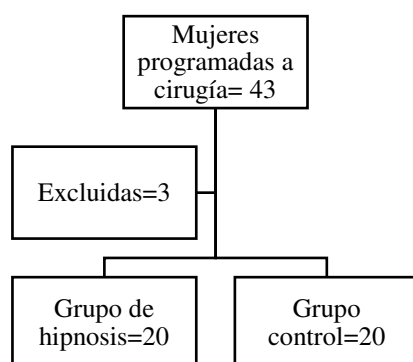 Mujeres
programadas a
cirugía= 43
Excluidas=3
Grupo de
hipnosis=20
Grupo
control=20